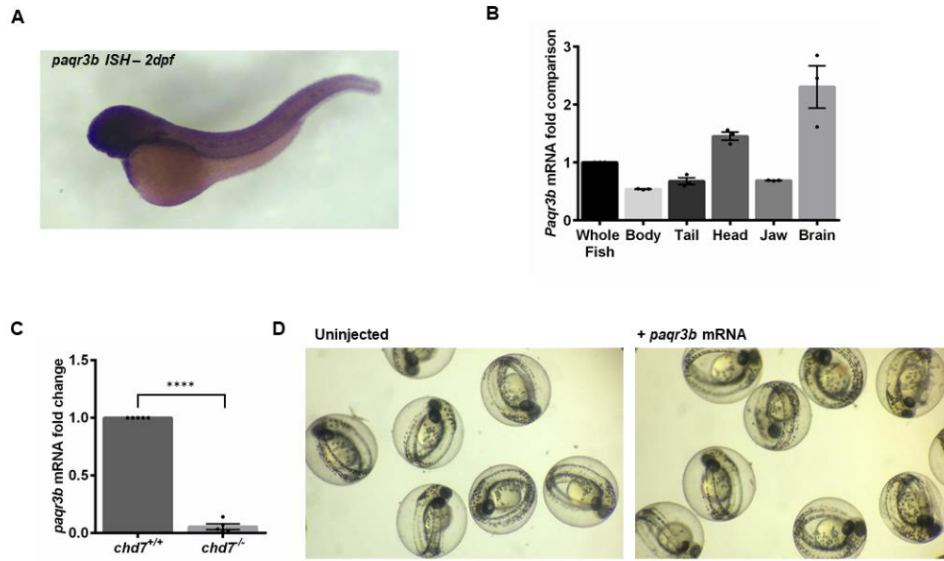 A
paqr3b ISH – 2dpf
B
Paqr3b mRNA fold comparison
3
2
1
0
Whole Fish
Body
Tail
Head
Jaw
Brain
C
paqr3b mRNA fold change
1.5
1.0
0.5
0.0
****
chd7+/+
chd7-/-
D
Uninjected
+ paqr3b mRNA